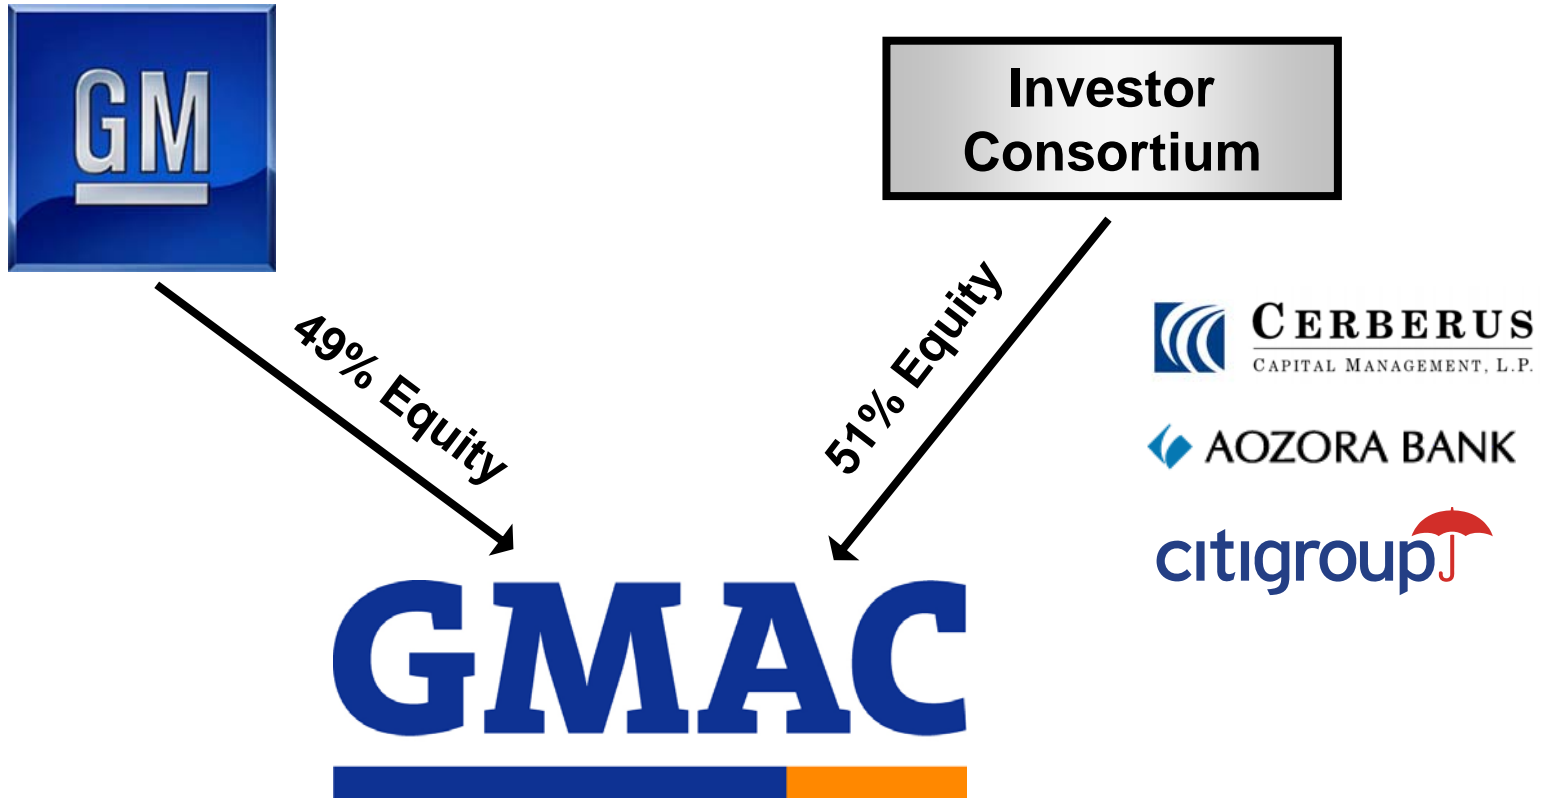 GM
Investor
Consortium
49% Equity
51% Equity
CERBERUS
CAPITAL MANAGEMENT, L.P.
AOZORA BANK
citigroup
GMAC